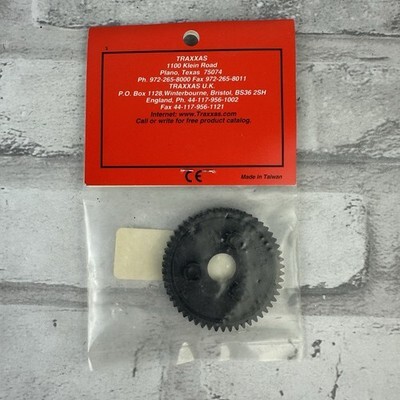 TRAXXAS
1100 Klein Road
Plano, Texas 75074
Ph. 972-265-8000 Fax 972-265-8011
TRAXXAS U.K.
P.O. Box 1128,Winterbourne, Bristol, BS36 2SH
England, Ph. 44-117-956-1002
Fax 44-117-956-1121
Internet: www.Traxxas.com
Call or write for free product catalog.
CE
Made in Taiwan